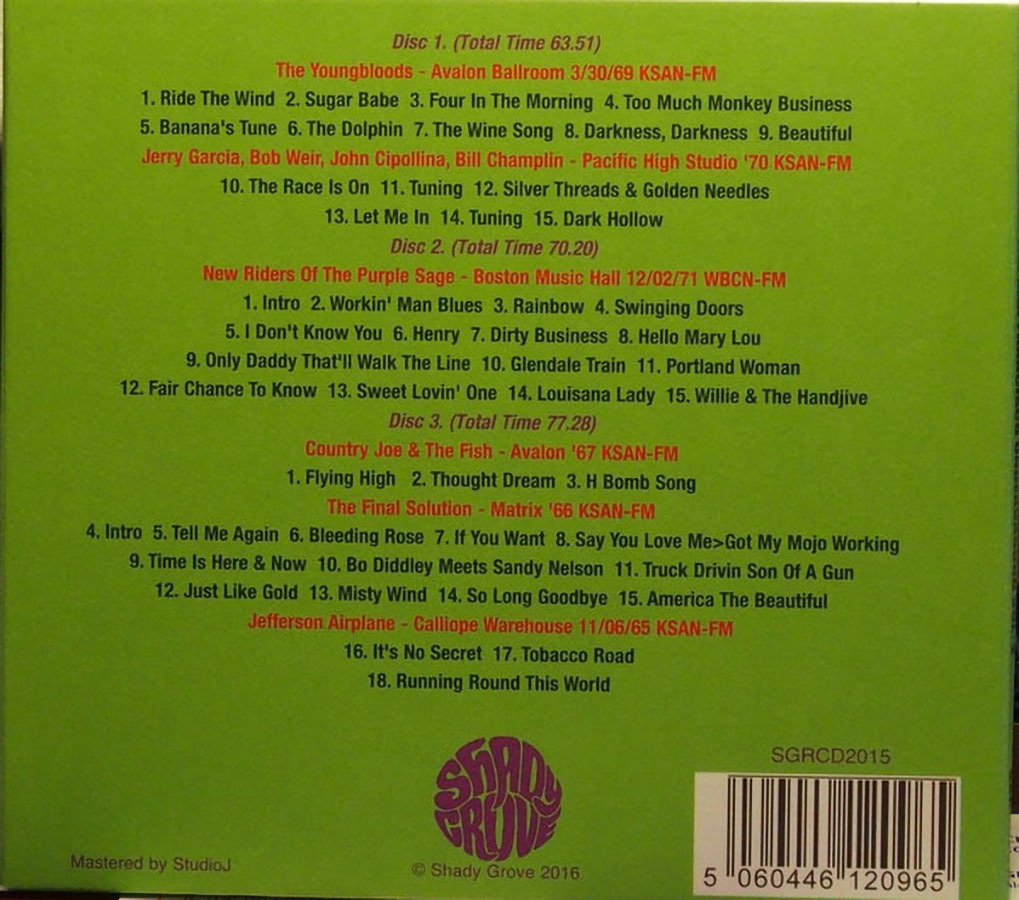 Disc 1. (Total Time 63.51)
The Youngbloods - Avalon Ballroom 3/30/69 KSAN-FM
1. Ride The Wind 2. Sugar Babe 3. Four In The Morning 4. Too Much Monkey Business
5. Banana's Tune 6. The Dolphin 7. The Wine Song 8. Darkness, Darkness 9. Beautiful
Jerry Garcia, Bob Weir, John Cipollina, Bill Champlin - Pacific High Studio '70 KSAN-FM
10. The Race Is On 11. Tuning 12. Silver Threads & Golden Needles
13. Let Me In 14. Tuning 15. Dark Hollow
Disc 2. (Total Time 70.20)
New Riders Of The Purple Sage - Boston Music Hall 12/02/71 WBCN-FM
1. Intro 2. Workin' Man Blues 3. Rainbow 4. Swinging Doors
5. I Don't Know You 6. Henry 7. Dirty Business 8. Hello Mary Lou
9. Only Daddy That'll Walk The Line 10. Glendale Train 11. Portland Woman
12. Fair Chance To Know 13. Sweet Lovin' One 14. Louisana Lady 15. Willie & The Handjive
Disc 3. (Total Time 77.28)
Country Joe & The Fish - Avalon '67 KSAN-FM
1. Flying High 2. Thought Dream 3. H Bomb Song
The Final Solution - Matrix '66 KSAN-FM
4. Intro 5. Tell Me Again 6. Bleeding Rose 7. If You Want 8. Say You Love Me>Got My Mojo Working
9. Time Is Here & Now 10. Bo Diddley Meets Sandy Nelson 11. Truck Drivin Son Of A Gun
12. Just Like Gold 13. Misty Wind 14. So Long Goodbye 15. America The Beautiful
Jefferson Airplane - Calliope Warehouse 11/06/65 KSAN-FM
16. It's No Secret 17. Tobacco Road
18. Running Round This World
SHADY
GROVE
SGRCD2015
Mastered by StudioJ
© Shady Grove 2016
5 060446 120965